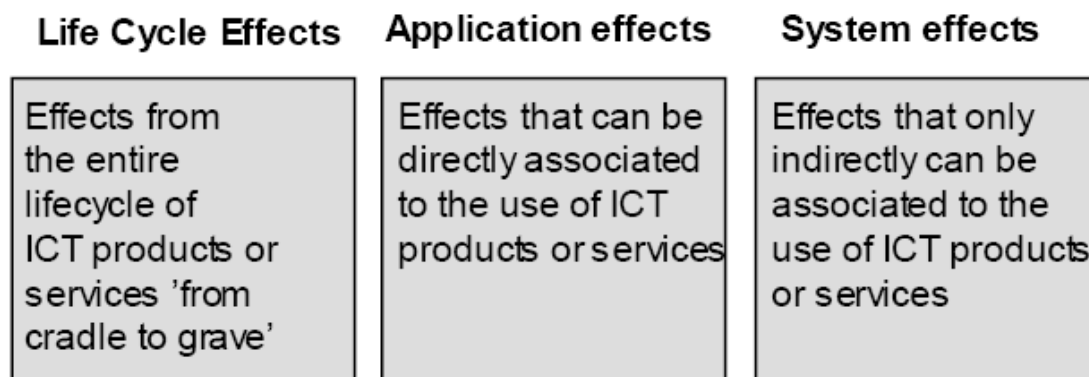 Life Cycle Effects
Effects from
the entire
lifecycle of
ICT products or
services ’from
cradle to grave’
Application effects
Effects that can be
directly associated
to the use of ICT
products or services
System effects
Effects that only
indirectly can be
associated to the
use of ICT products
or services